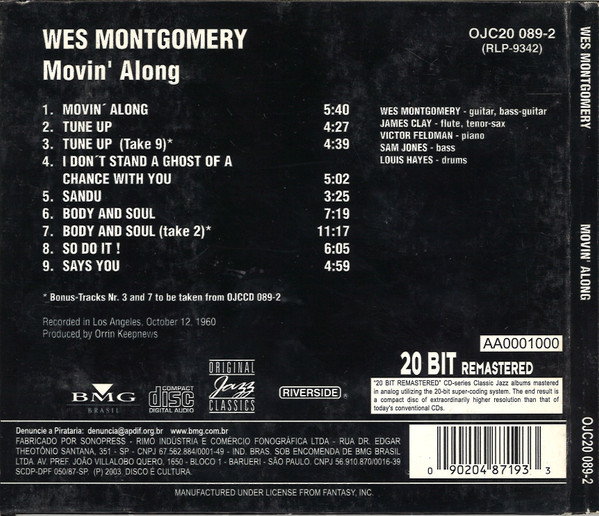 WES MONTGOMERY
Movin' Along
OJC20 089-2
(RLP-9342)
1. MOVIN´ ALONG 5:40
2. TUNE UP 4:27
3. TUNE UP (Take 9)* 4:39
4. I DON´T STAND A GHOST OF A
CHANCE WITH YOU 5:02
5. SANDU 3:25
6. BODY AND SOUL 7:19
7. BODY AND SOUL (take 2)* 11:17
8. SO DO IT ! 6:05
9. SAYS YOU 4:59
WES MONTGOMERY - guitar, bass-guitar
JAMES CLAY - flute, tenor-sax
VICTOR FELDMAN - piano
SAM JONES - bass
LOUIS HAYES - drums
* Bonus-Tracks Nr. 3 and 7 to be taken from OJCCD 089-2
Recorded in Los Angeles, October 12, 1960
Produced by Orrin Keepnews
BMG
BRASIL
COMPACT
disc
DIGITAL AUDIO
ORIGINAL
Jazz
CLASSICS
RIVERSIDE®
AA0001000
20 BIT REMASTERED
"20 BIT REMASTERED" CD-series Classic Jazz albums mastered
in analog utilizing the 20-bit super-coding system. The end result is
a compact disc of extraordinarily higher resolution than that of
today's conventional CDs.
Denuncie a Pirataria: denuncia@apdif.org.br www.bmg.com.br
FABRICADO POR SONOPRESS - RIMO INDÚSTRIA E COMÉRCIO FONOGRÁFICA LTDA - RUA DR. EDGAR
THEOTÔNIO SANTANA, 351 - SP - CNPJ 67.562.884/0001-49 - IND. BRAS. SOB ENCOMENDA DE BMG BRASIL
LTDA AV. PREF. JOÃO VILLALOBO QUERO, 1650 - BLOCO 1 - BARUERI - SÃO PAULO. CNPJ 56.910.870/0016-39
SCDP-DPF 050/87-SP. (P) 2003 DISCO É CULTURA.
MANUFACTURED UNDER LICENSE FROM FANTASY, INC.
0 90204 87193 3
WES MONTGOMERY
MOVIN' ALONG
OJC20 089-2